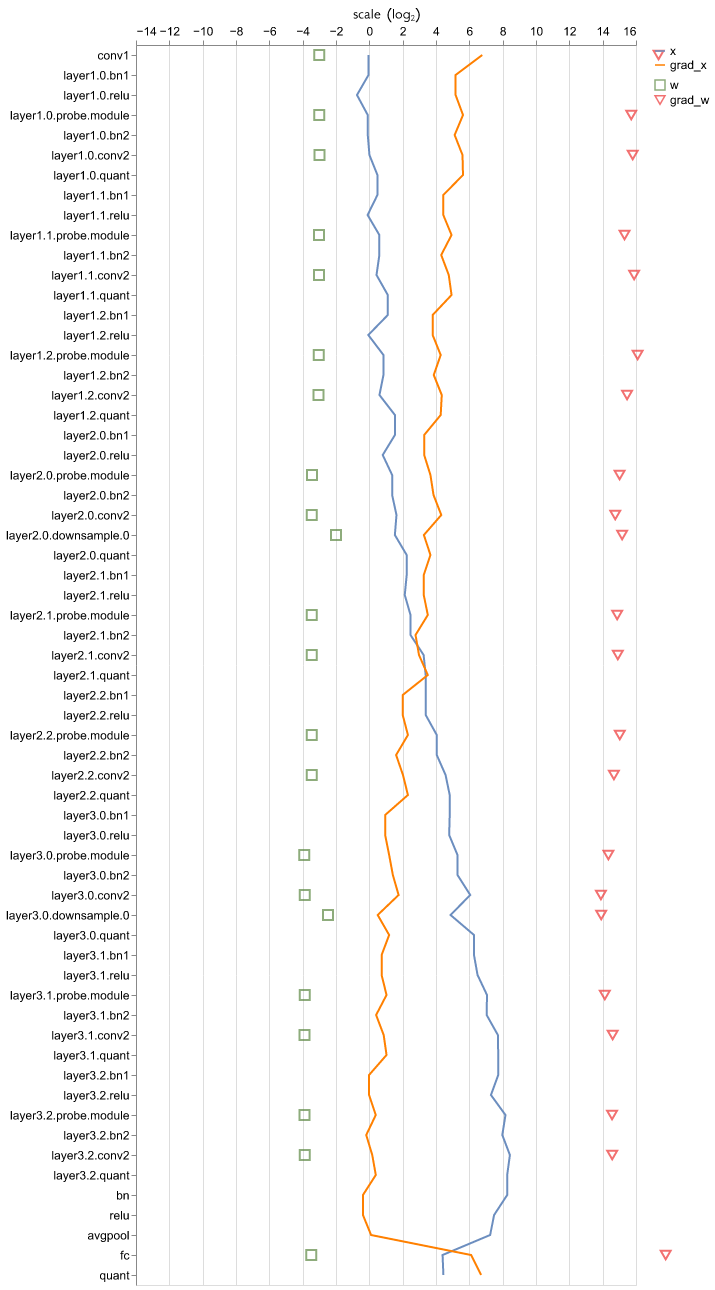 scale (log₂)
−14 −12 −10 −8 −6 −4 −2 0 2 4 6 8 10 12 14 16
x
grad_x
w
grad_w
conv1
layer1.0.bn1
layer1.0.relu
layer1.0.probe.module
layer1.0.bn2
layer1.0.conv2
layer1.0.quant
layer1.1.bn1
layer1.1.relu
layer1.1.probe.module
layer1.1.bn2
layer1.1.conv2
layer1.1.quant
layer1.2.bn1
layer1.2.relu
layer1.2.probe.module
layer1.2.bn2
layer1.2.conv2
layer1.2.quant
layer2.0.bn1
layer2.0.relu
layer2.0.probe.module
layer2.0.bn2
layer2.0.conv2
layer2.0.downsample.0
layer2.0.quant
layer2.1.bn1
layer2.1.relu
layer2.1.probe.module
layer2.1.bn2
layer2.1.conv2
layer2.1.quant
layer2.2.bn1
layer2.2.relu
layer2.2.probe.module
layer2.2.bn2
layer2.2.conv2
layer2.2.quant
layer3.0.bn1
layer3.0.relu
layer3.0.probe.module
layer3.0.bn2
layer3.0.conv2
layer3.0.downsample.0
layer3.0.quant
layer3.1.bn1
layer3.1.relu
layer3.1.probe.module
layer3.1.bn2
layer3.1.conv2
layer3.1.quant
layer3.2.bn1
layer3.2.relu
layer3.2.probe.module
layer3.2.bn2
layer3.2.conv2
layer3.2.quant
bn
relu
avgpool
fc
quant